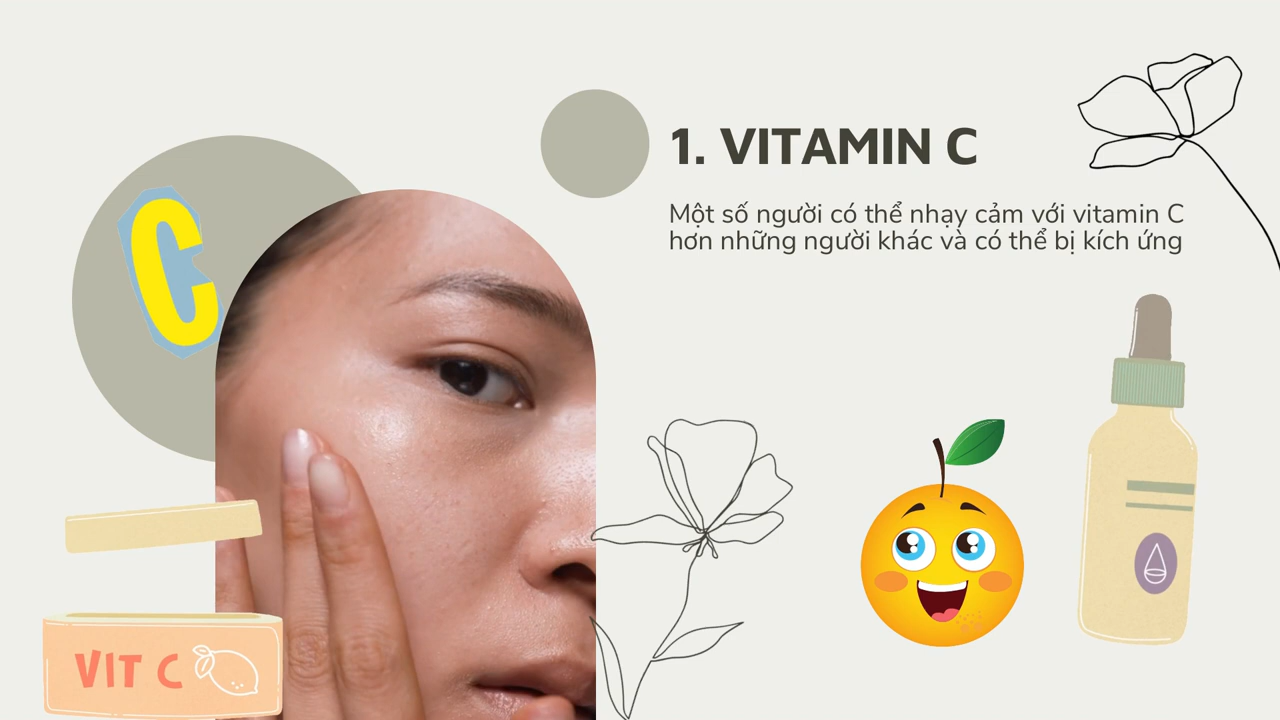 1. VITAMIN C
Một số người có thể nhạy cảm với vitamin C
hơn những người khác và có thể bị kích ứng
C
VIT C